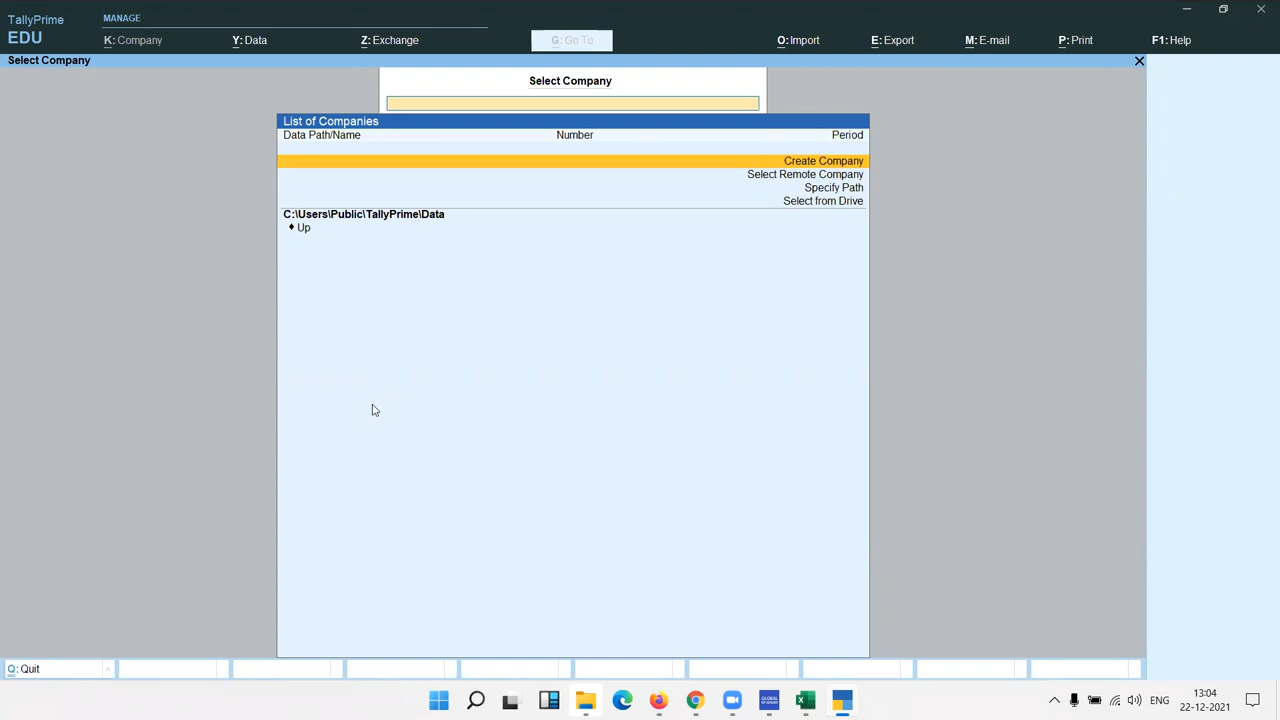 TallyPrime
MANAGE
EDU
K: Company
Y: Data
Z: Exchange
G: Go To
O: Import
E: Export
M: E-mail
P: Print
F1: Help
Select Company
Select Company
List of Companies
Data Path/Name Number Period
Create Company
Select Remote Company
Specify Path
Select from Drive
C:\Users\Public\TallyPrime\Data
♦ Up
Q: Quit
ENG
13:04
22-12-2021